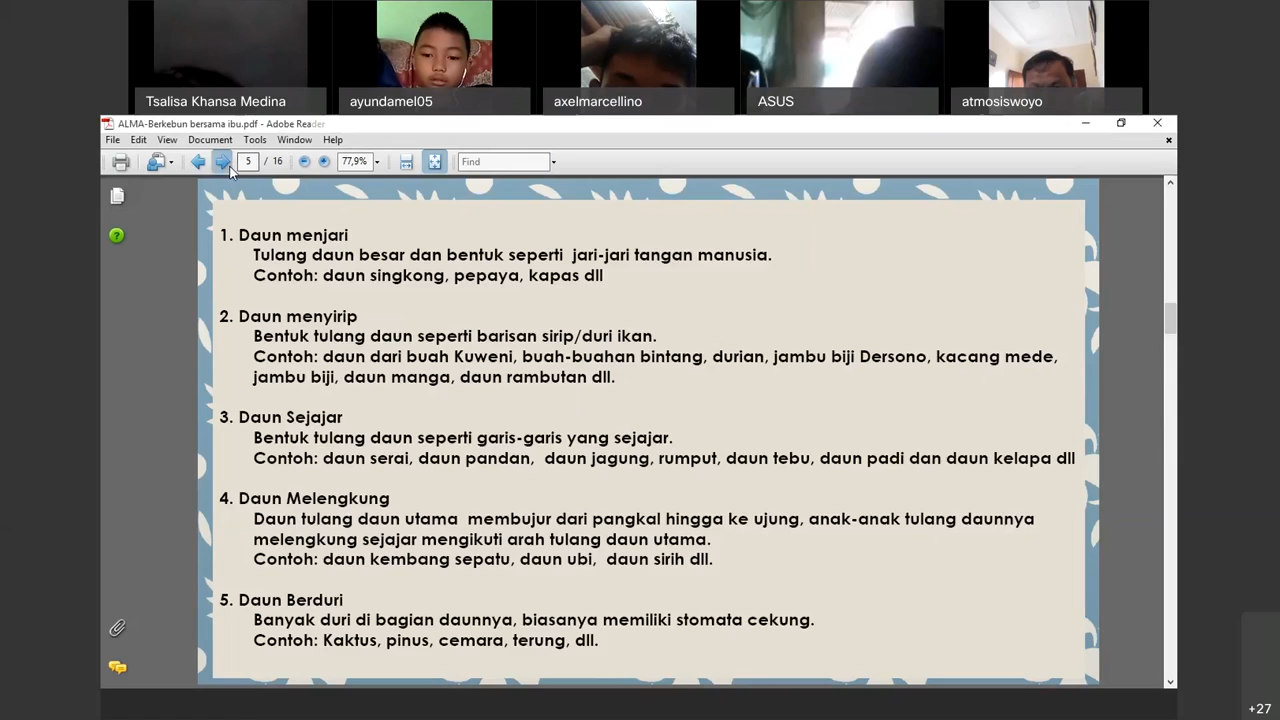 Tsalisa Khansa Medina
ayundamel05
axelmarcellino
ASUS
atmosiswoyo
ALMA-Berkebun bersama ibu.pdf - Adobe Reader
File Edit View Document Tools Window Help
5 / 16 77,9% Find
1. Daun menjari
Tulang daun besar dan bentuk seperti jari-jari tangan manusia.
Contoh: daun singkong, pepaya, kapas dll
2. Daun menyirip
Bentuk tulang daun seperti barisan sirip/duri ikan.
Contoh: daun dari buah Kuweni, buah-buahan bintang, durian, jambu biji Dersono, kacang mede,
jambu biji, daun manga, daun rambutan dll.
3. Daun Sejajar
Bentuk tulang daun seperti garis-garis yang sejajar.
Contoh: daun serai, daun pandan, daun jagung, rumput, daun tebu, daun padi dan daun kelapa dll
4. Daun Melengkung
Daun tulang daun utama membujur dari pangkal hingga ke ujung, anak-anak tulang daunnya
melengkung sejajar mengikuti arah tulang daun utama.
Contoh: daun kembang sepatu, daun ubi, daun sirih dll.
5. Daun Berduri
Banyak duri di bagian daunnya, biasanya memiliki stomata cekung.
Contoh: Kaktus, pinus, cemara, terung, dll.
+27